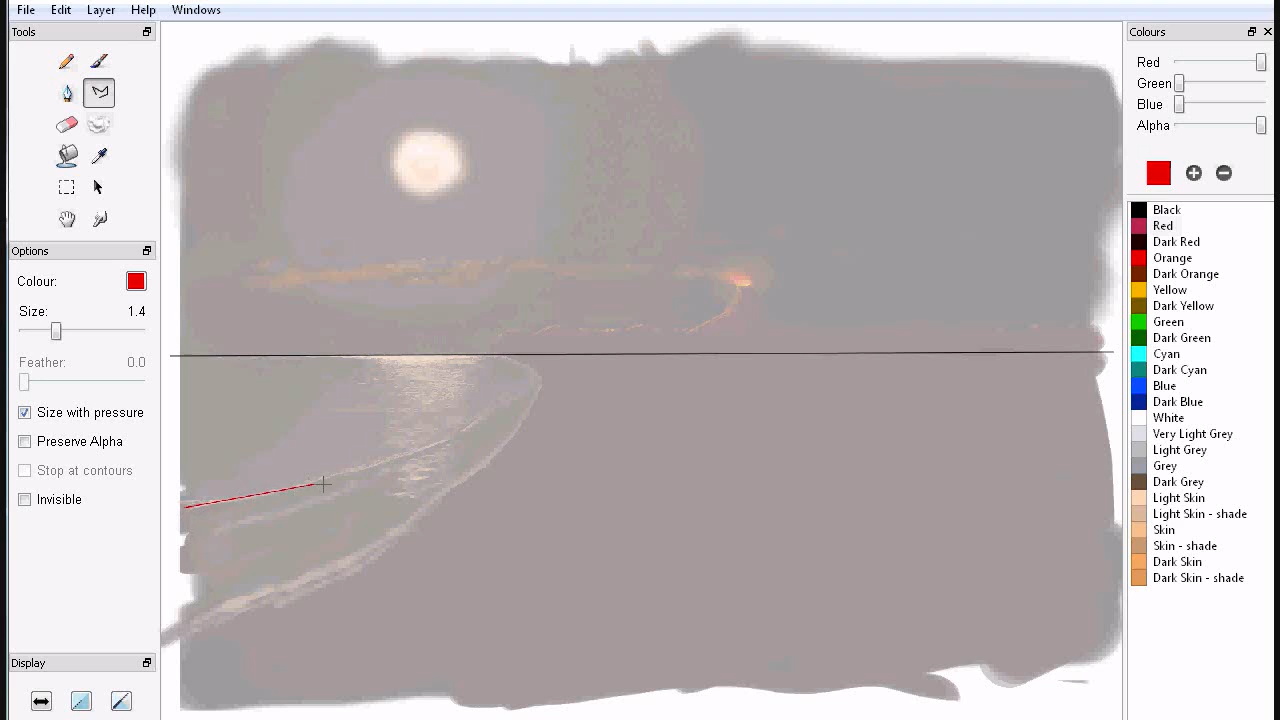 File Edit Layer Help Windows
Tools
Options
Colour:
Size: 1.4
Feather: 0.0
Size with pressure
Preserve Alpha
Stop at contours
Invisible
Display
Colours
Red
Green
Blue
Alpha
Black
Red
Dark Red
Orange
Dark Orange
Yellow
Dark Yellow
Green
Dark Green
Cyan
Dark Cyan
Blue
Dark Blue
White
Very Light Grey
Light Grey
Grey
Dark Grey
Light Skin
Light Skin - shade
Skin
Skin - shade
Dark Skin
Dark Skin - shade